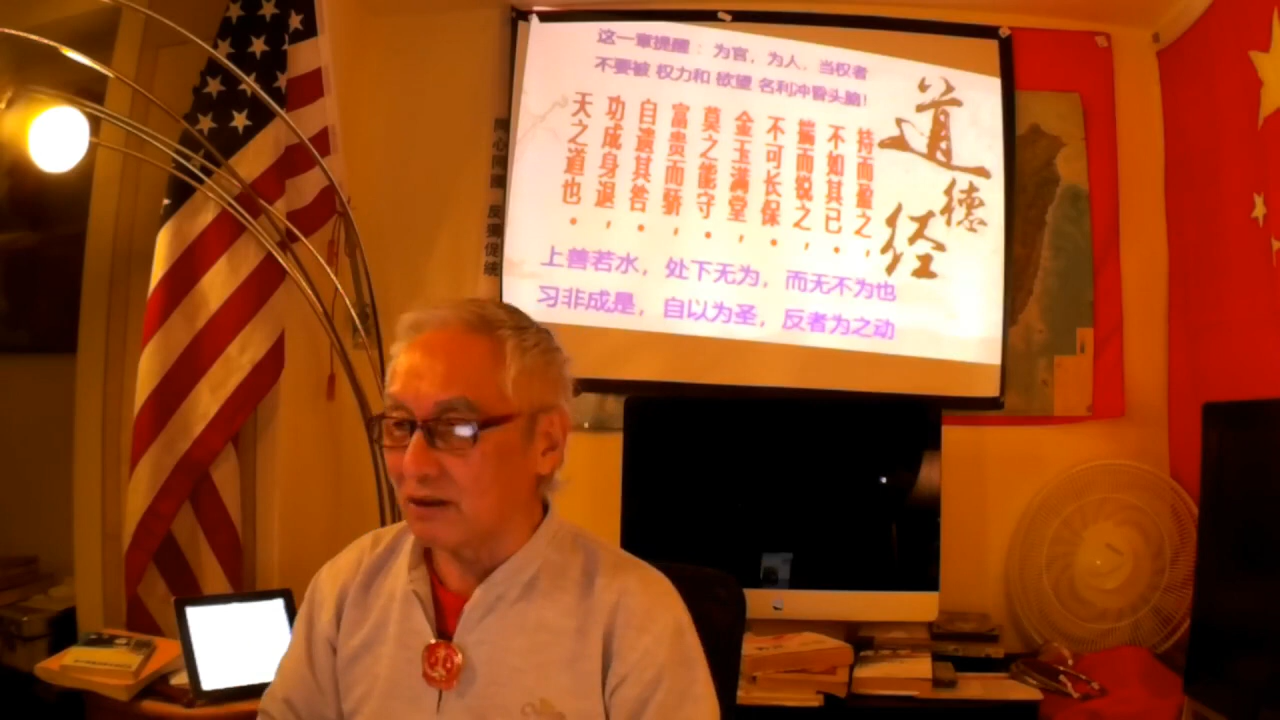 这一章提醒：为官，为人、当权者
不要被 权力和 欲望 名利冲昏头脑!
道德经
持而盈之，
不如其已。
揣而锐之，
不可长保。
金玉满堂，
莫之能守。
富贵而骄，
自遗其咎。
功成身退，
天之道也。
上善若水，处下无为，而无不为也
习非成是，自以为圣，反者为之动
反獨促統